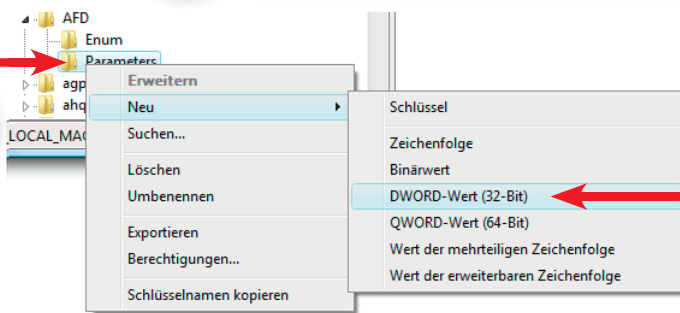 AFD
Enum
Parameters
agp
ahq
_LOCAL_MAC
Erweitern
Neu
Suchen...
Löschen
Umbenennen
Exportieren
Berechtigungen...
Schlüsselnamen kopieren
Schlüssel
Zeichenfolge
Binärwert
DWORD-Wert (32-Bit)
QWORD-Wert (64-Bit)
Wert der mehrteiligen Zeichenfolge
Wert der erweiterbaren Zeichenfolge